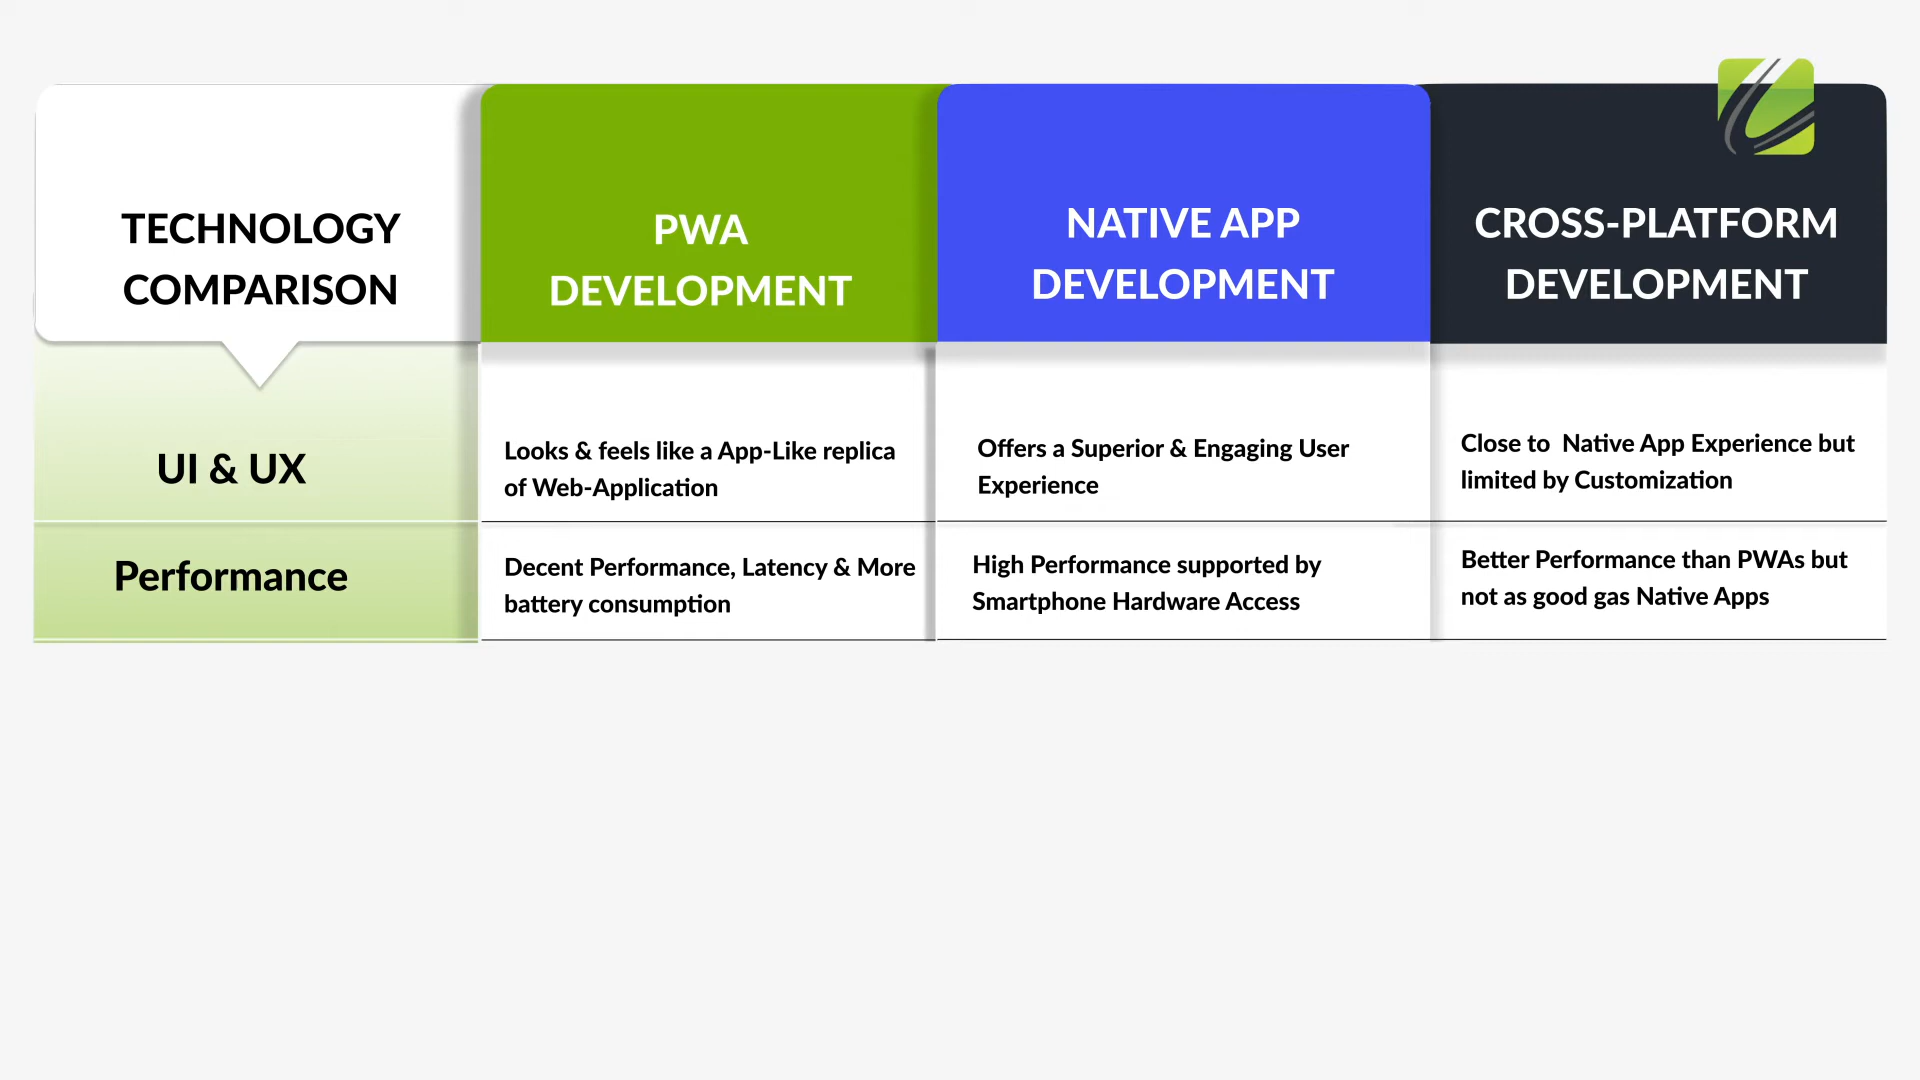 TECHNOLOGY
COMPARISON
PWA
DEVELOPMENT
NATIVE APP
DEVELOPMENT
CROSS-PLATFORM
DEVELOPMENT
UI & UX
Looks & feels like a App-Like replica
of Web-Application
Offers a Superior & Engaging User
Experience
Close to  Native App Experience but
limited by Customization
Performance
Decent Performance, Latency & More
battery consumption
High Performance supported by
Smartphone Hardware Access
Better Performance than PWAs but
not as good gas Native Apps